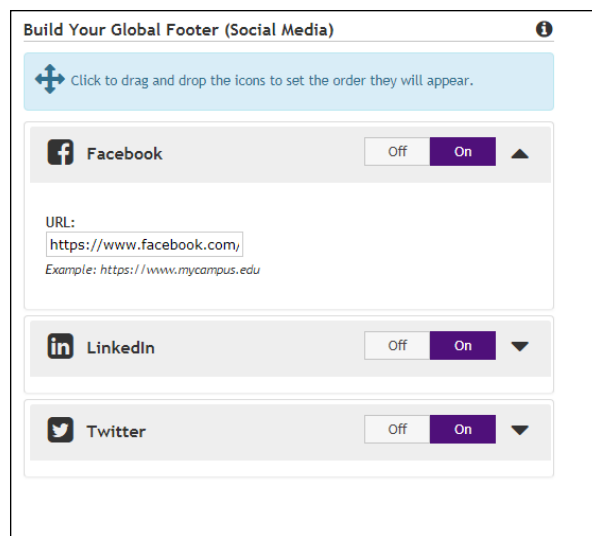 Build Your Global Footer (Social Media)
Click to drag and drop the icons to set the order they will appear.
Facebook Off On
URL:
https://www.facebook.com/
Example: https://www.mycampus.edu
LinkedIn Off On
Twitter Off On